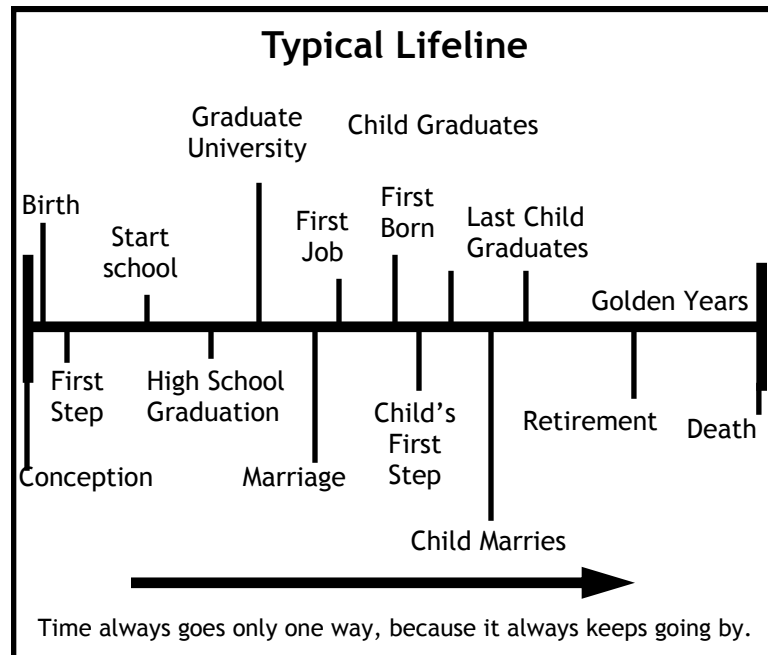 Typical Lifeline
Graduate
University
Child Graduates
Birth
Start
school
First
Job
First
Born
Last Child
Graduates
Golden Years
First
Step
High School
Graduation
Child’s
First
Step
Retirement
Death
Conception
Marriage
Child Marries
Time always goes only one way, because it always keeps going by.